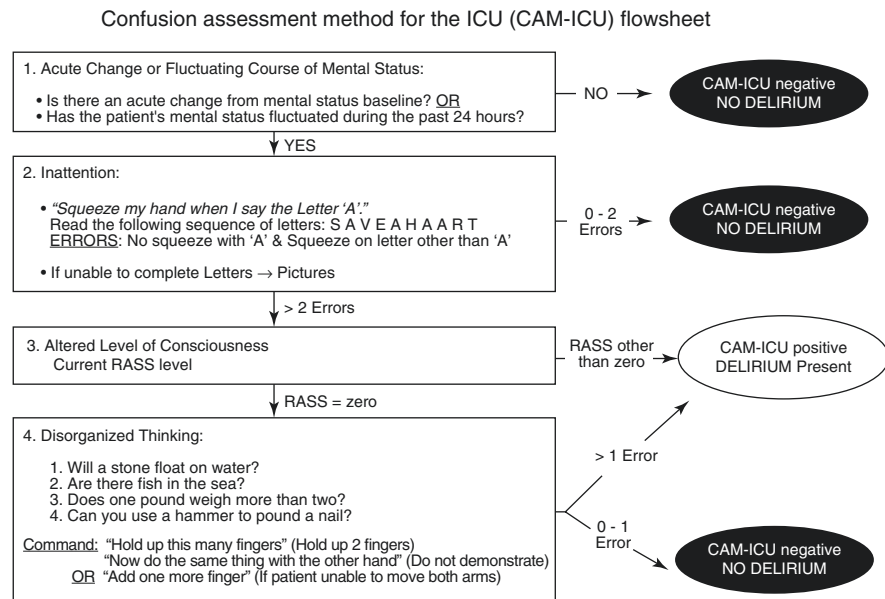 Confusion assessment method for the ICU (CAM-ICU) flowsheet
1. Acute Change or Fluctuating Course of Mental Status:
• Is there an acute change from mental status baseline? OR
• Has the patient's mental status fluctuated during the past 24 hours?
NO
CAM-ICU negative
NO DELIRIUM
YES
2. Inattention:
• “Squeeze my hand when I say the Letter ‘A’.”
Read the following sequence of letters: S A V E A H A A R T
ERRORS: No squeeze with ‘A’ & Squeeze on letter other than ‘A’
• If unable to complete Letters → Pictures
0 - 2
Errors
CAM-ICU negative
NO DELIRIUM
> 2 Errors
3. Altered Level of Consciousness
Current RASS level
RASS other
than zero
CAM-ICU positive
DELIRIUM Present
RASS = zero
4. Disorganized Thinking:
1. Will a stone float on water?
2. Are there fish in the sea?
3. Does one pound weigh more than two?
4. Can you use a hammer to pound a nail?
Command: “Hold up this many fingers” (Hold up 2 fingers)
“Now do the same thing with the other hand” (Do not demonstrate)
OR “Add one more finger” (If patient unable to move both arms)
> 1 Error
0 - 1
Error
CAM-ICU negative
NO DELIRIUM